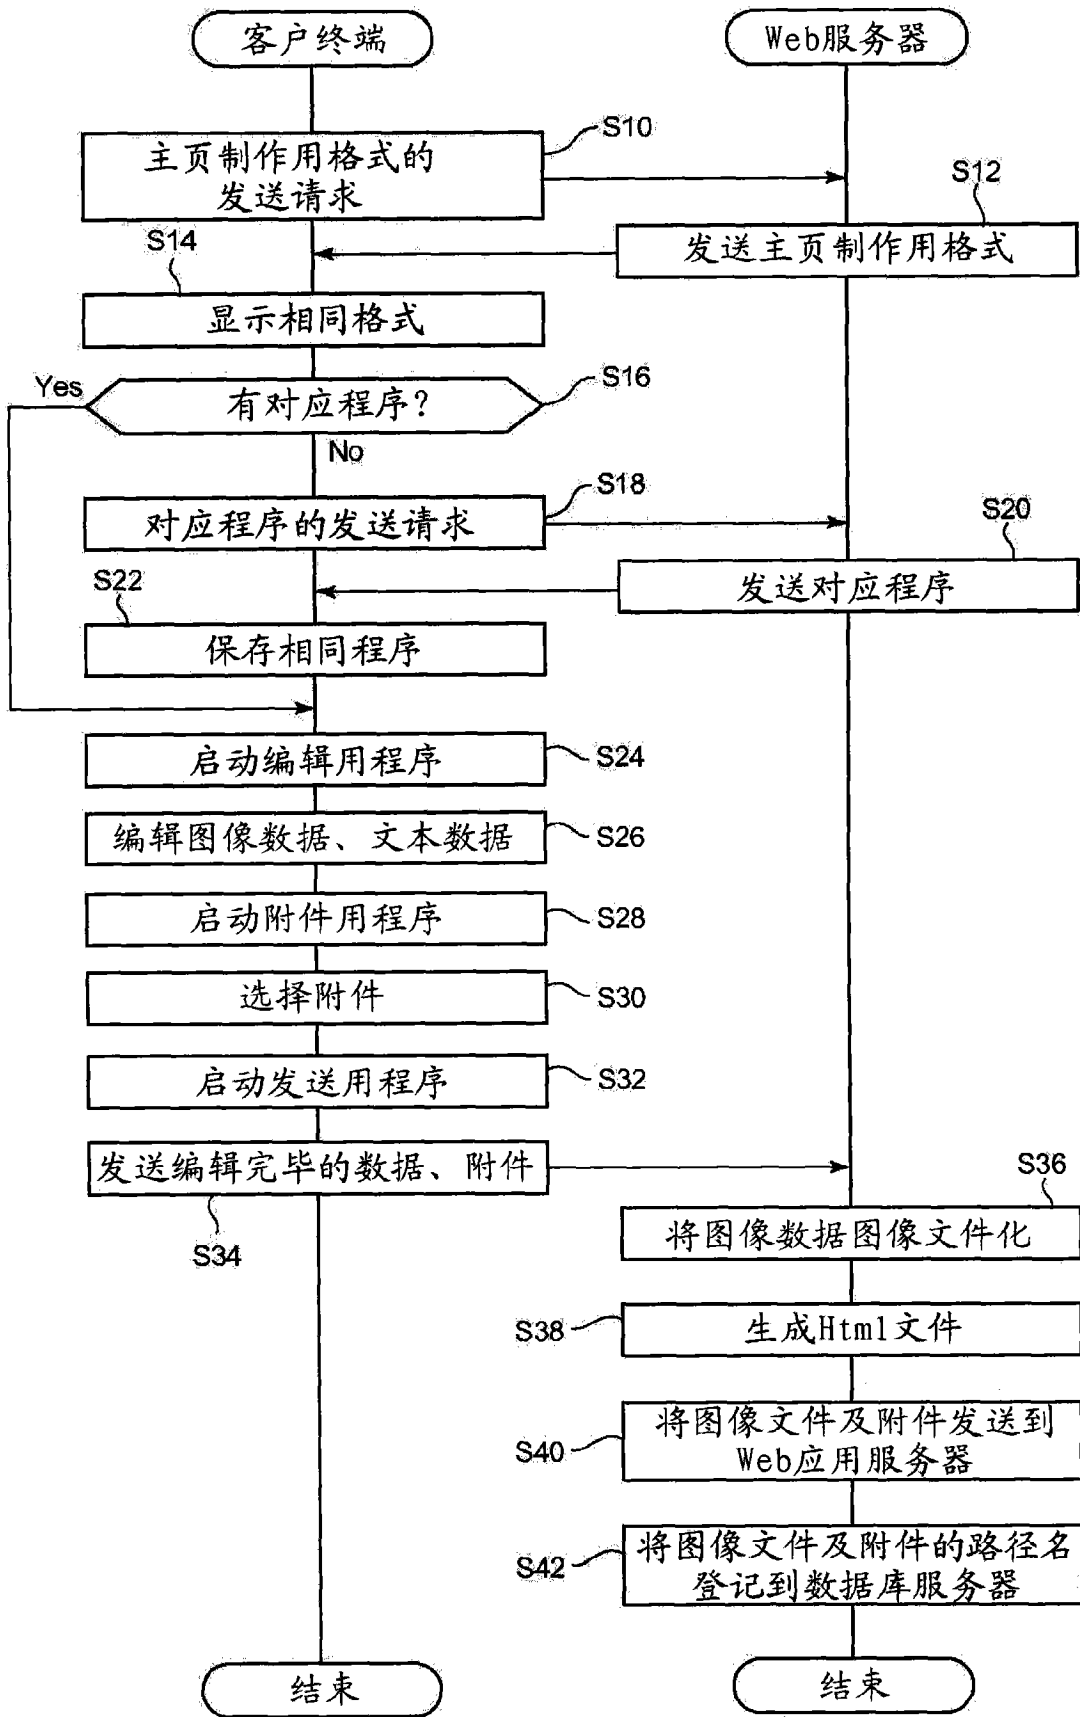 客户终端
Web服务器
S10
主页制作用格式的
发送请求
S12
发送主页制作用格式
S14
显示相同格式
Yes
有对应程序?
S16
No
S18
对应程序的发送请求
S20
发送对应程序
S22
保存相同程序
启动编辑用程序
S24
编辑图像数据、文本数据
S26
启动附件用程序
S28
选择附件
S30
启动发送用程序
S32
发送编辑完毕的数据、附件
S34
S36
将图像数据图像文件化
S38
生成Html文件
S40
将图像文件及附件发送到
Web应用服务器
S42
将图像文件及附件的路径名
登记到数据库服务器
结束
结束